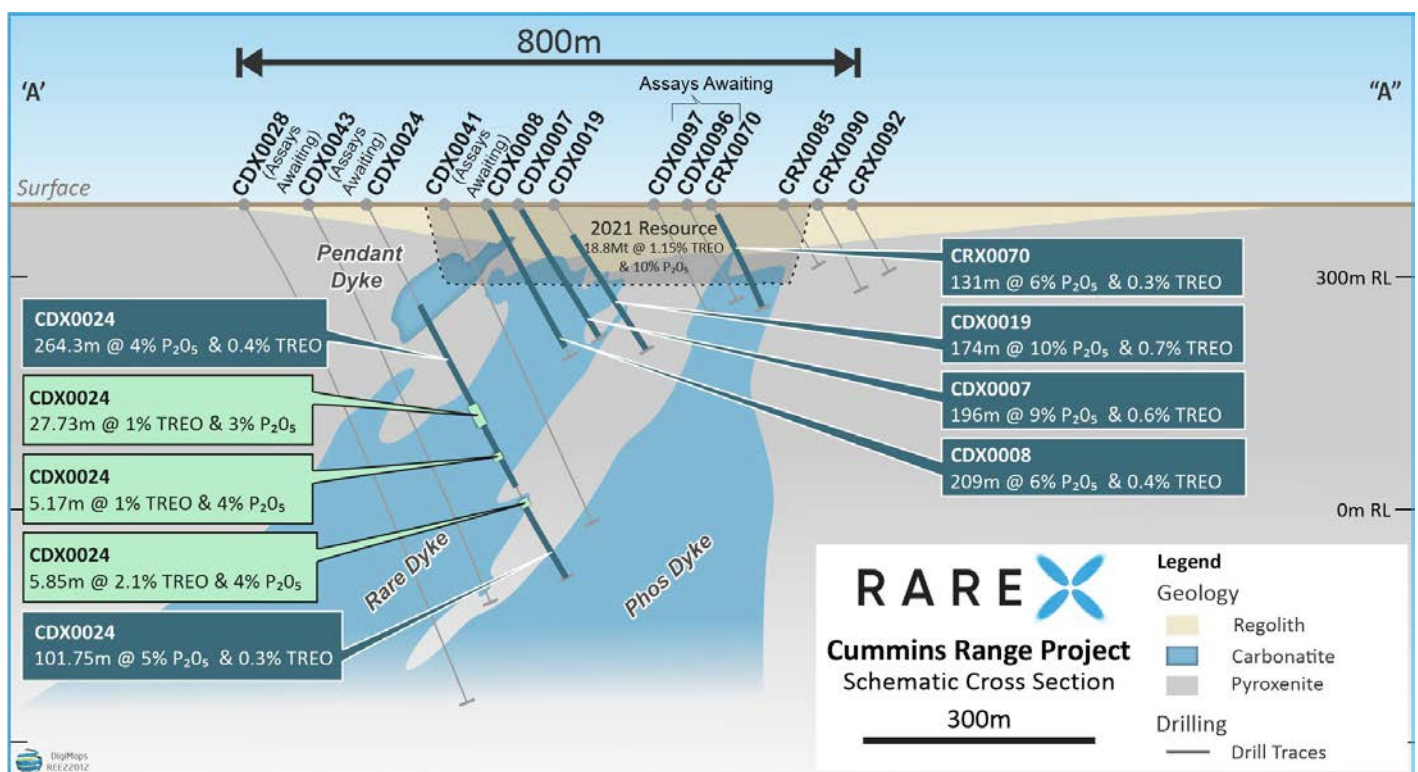 800m
'A'
"A"
Assays Awaiting
CDX0028
(Assays
Awaiting)
CDX0043
(Assays
Awaiting)
CDX0024
CDX0041
(Assays
Awaiting)
CDX0008
CDX0007
CDX0019
CDX0097
CDX0096
CRX0070
CRX0085
CRX0090
CRX0092
Surface
2021 Resource
18.8Mt @ 1.15% TREO
& 10% P₂O₅
Pendant
Dyke
300m RL
CRX0070
131m @ 6% P₂O₅ & 0.3% TREO
CDX0024
264.3m @ 4% P₂O₅ & 0.4% TREO
CDX0019
174m @ 10% P₂O₅ & 0.7% TREO
CDX0024
27.73m @ 1% TREO & 3% P₂O₅
CDX0007
196m @ 9% P₂O₅ & 0.6% TREO
CDX0024
5.17m @ 1% TREO & 4% P₂O₅
CDX0008
209m @ 6% P₂O₅ & 0.4% TREO
0m RL
CDX0024
5.85m @ 2.1% TREO & 4% P₂O₅
Rare Dyke
Phos Dyke
CDX0024
101.75m @ 5% P₂O₅ & 0.3% TREO
RAREX
Cummins Range Project
Schematic Cross Section
300m
Legend
Geology
Regolith
Carbonatite
Pyroxenite
Drilling
Drill Traces
DigiMaps
REE22012